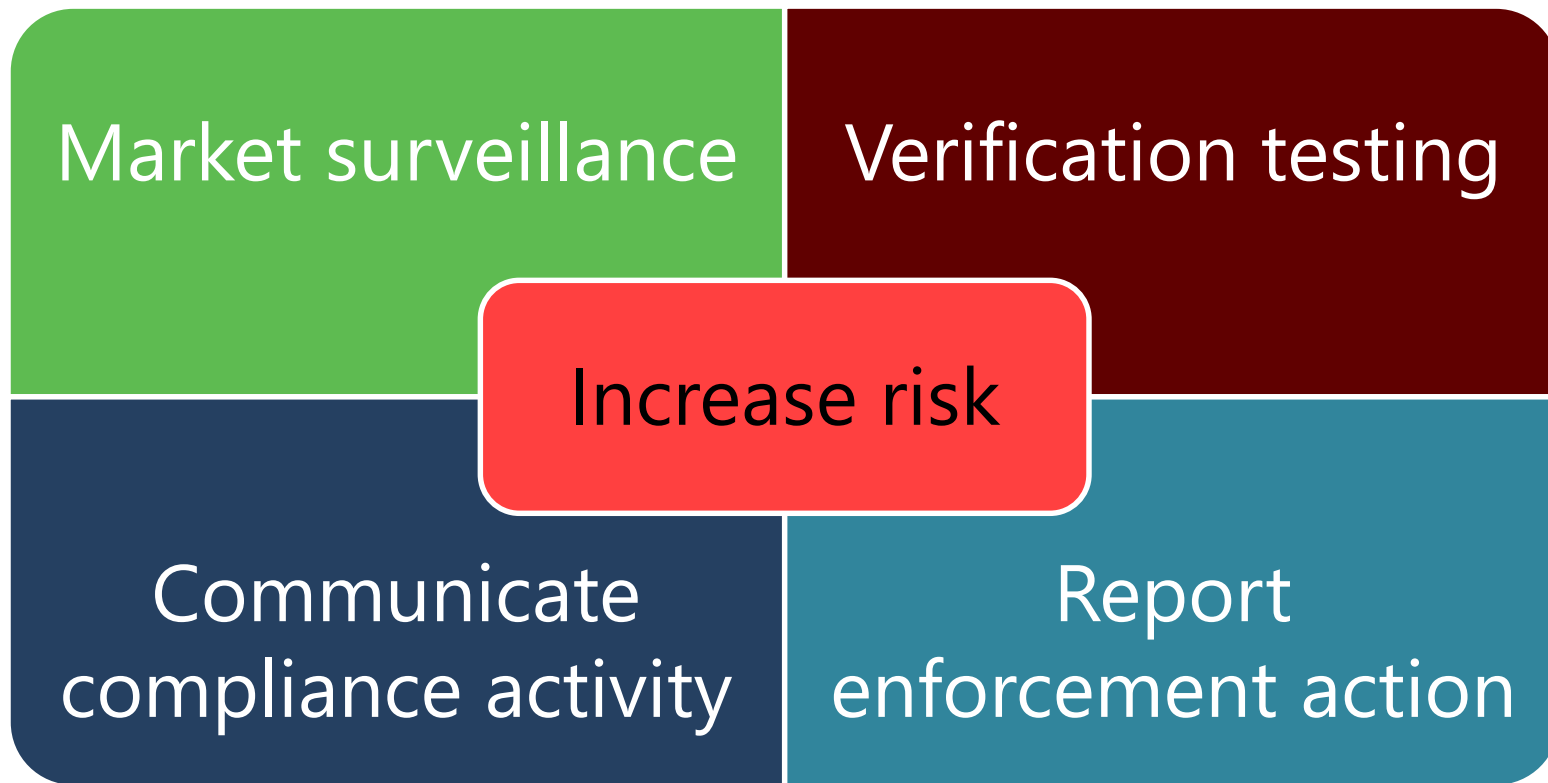 Market surveillance
Verification testing
Increase risk
Communicate
compliance activity
Report
enforcement action